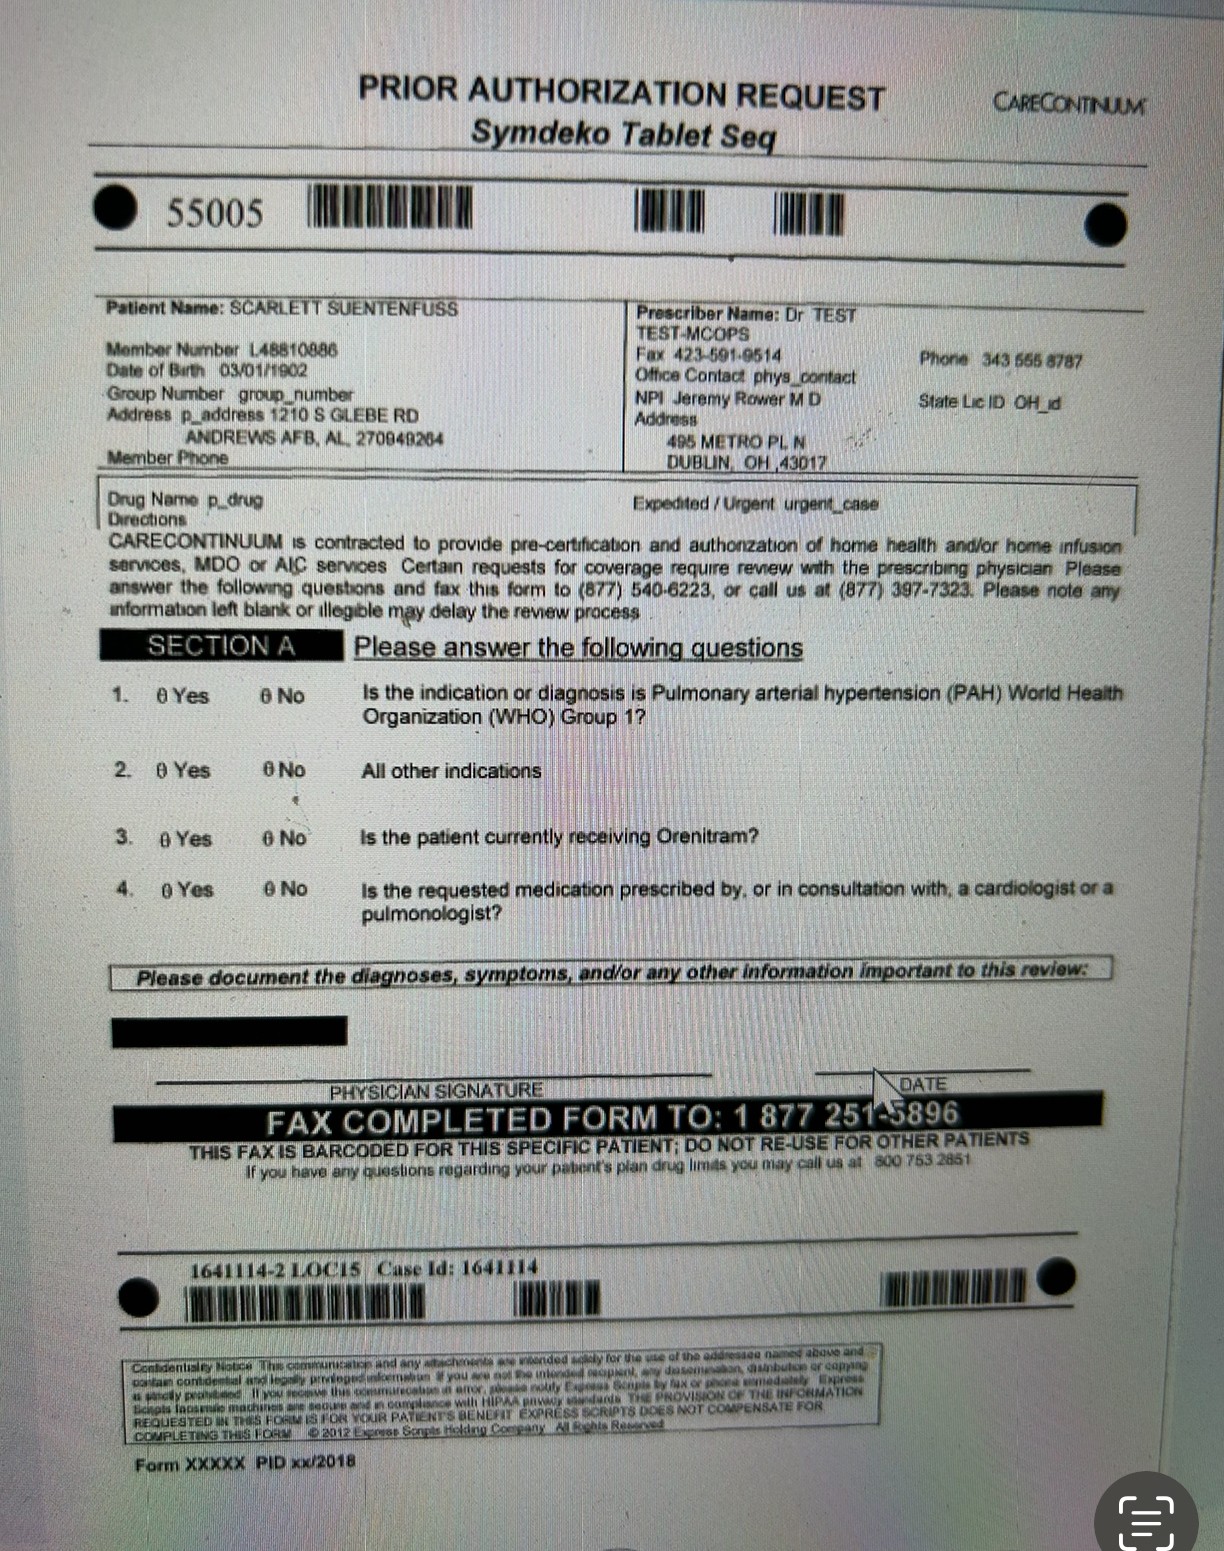 PRIOR AUTHORIZATION REQUEST
CARECONTINUUM
Symdeko Tablet Seq
55005
Patient Name: SCARLETT SUENTENFUSS
Member Number L48810886
Date of Birth 03/01/1902
Group Number group_number
Address p_address 1210 S GLEBE RD
ANDREWS AFB, AL, 270949264
Member Phone
Prescriber Name: Dr TEST
TEST-MCOPS
Fax 423-591-9514
Phone 343 555 8787
Office Contact phys_contact
NPI Jeremy Rower M D
State Lic ID OH_id
Address
495 METRO PL N
DUBLIN, OH ,43017
Drug Name p_drug
Expedited / Urgent urgent_case
Directions
CARECONTINUUM is contracted to provide pre-certification and authorization of home health and/or home infusion
services, MDO or AIC services Certain requests for coverage require review with the prescribing physician Please
answer the following questions and fax this form to (877) 540-6223, or call us at (877) 397-7323. Please note any
information left blank or illegible may delay the review process
SECTION A Please answer the following questions
1. θ Yes θ No Is the indication or diagnosis is Pulmonary arterial hypertension (PAH) World Health
Organization (WHO) Group 1?
2. θ Yes θ No All other indications
3. θ Yes θ No Is the patient currently receiving Orenitram?
4. θ Yes θ No Is the requested medication prescribed by, or in consultation with, a cardiologist or a
pulmonologist?
Please document the diagnoses, symptoms, and/or any other information important to this review:
PHYSICIAN SIGNATURE DATE
FAX COMPLETED FORM TO: 1 877 251-5896
THIS FAX IS BARCODED FOR THIS SPECIFIC PATIENT; DO NOT RE-USE FOR OTHER PATIENTS
If you have any questions regarding your patient's plan drug limits you may call us at 800 753 2851
1641114-2 LOC15 Case Id: 1641114
Confidentiality Notice This communication and any attachments are intended solely for the use of the addressee named above and
contain confidential and legally privileged information If you are not the intended recipient, any dissemination, distribution or copying
is strictly prohibited If you receive this communication in error, please notify Express Scripts by fax or phone immediately Express
Scripts facsimile machines are secure and in compliance with HIPAA privacy standards THE PROVISION OF THE INFORMATION
REQUESTED IN THIS FORM IS FOR YOUR PATIENT'S BENEFIT EXPRESS SCRIPTS DOES NOT COMPENSATE FOR
COMPLETING THIS FORM © 2012 Express Scripts Holding Company All Rights Reserved
Form XXXXX PID xx/2018